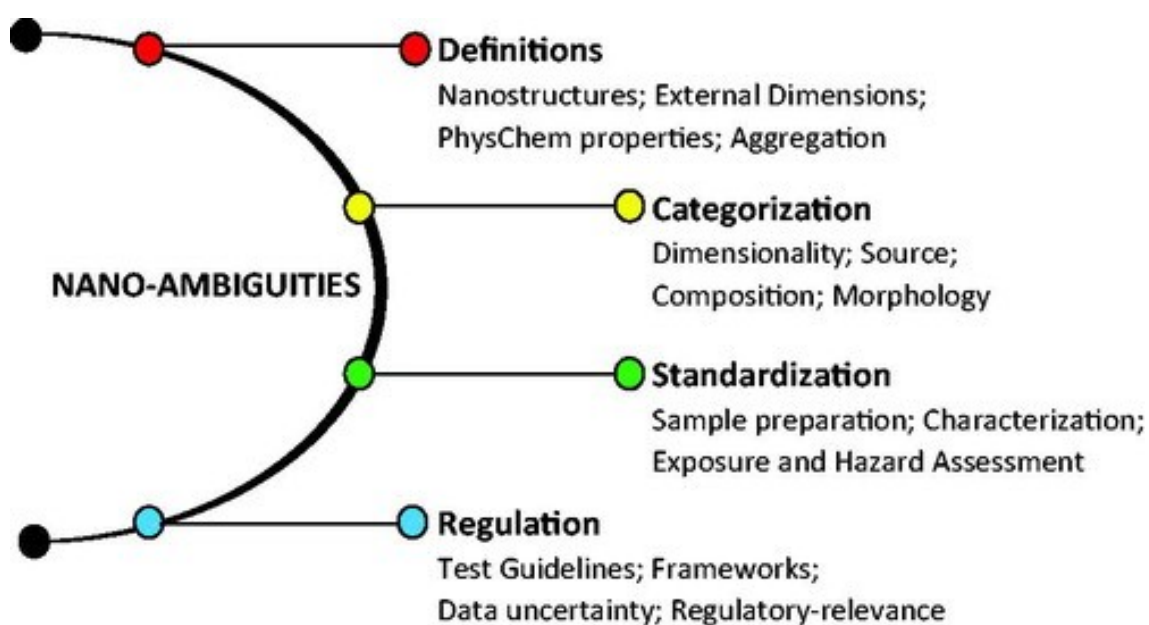 Definitions
Nanostructures; External Dimensions;
PhysChem properties; Aggregation
Categorization
Dimensionality; Source;
Composition; Morphology
NANO-AMBIGUITIES
Standardization
Sample preparation; Characterization;
Exposure and Hazard Assessment
Regulation
Test Guidelines; Frameworks;
Data uncertainty; Regulatory-relevance